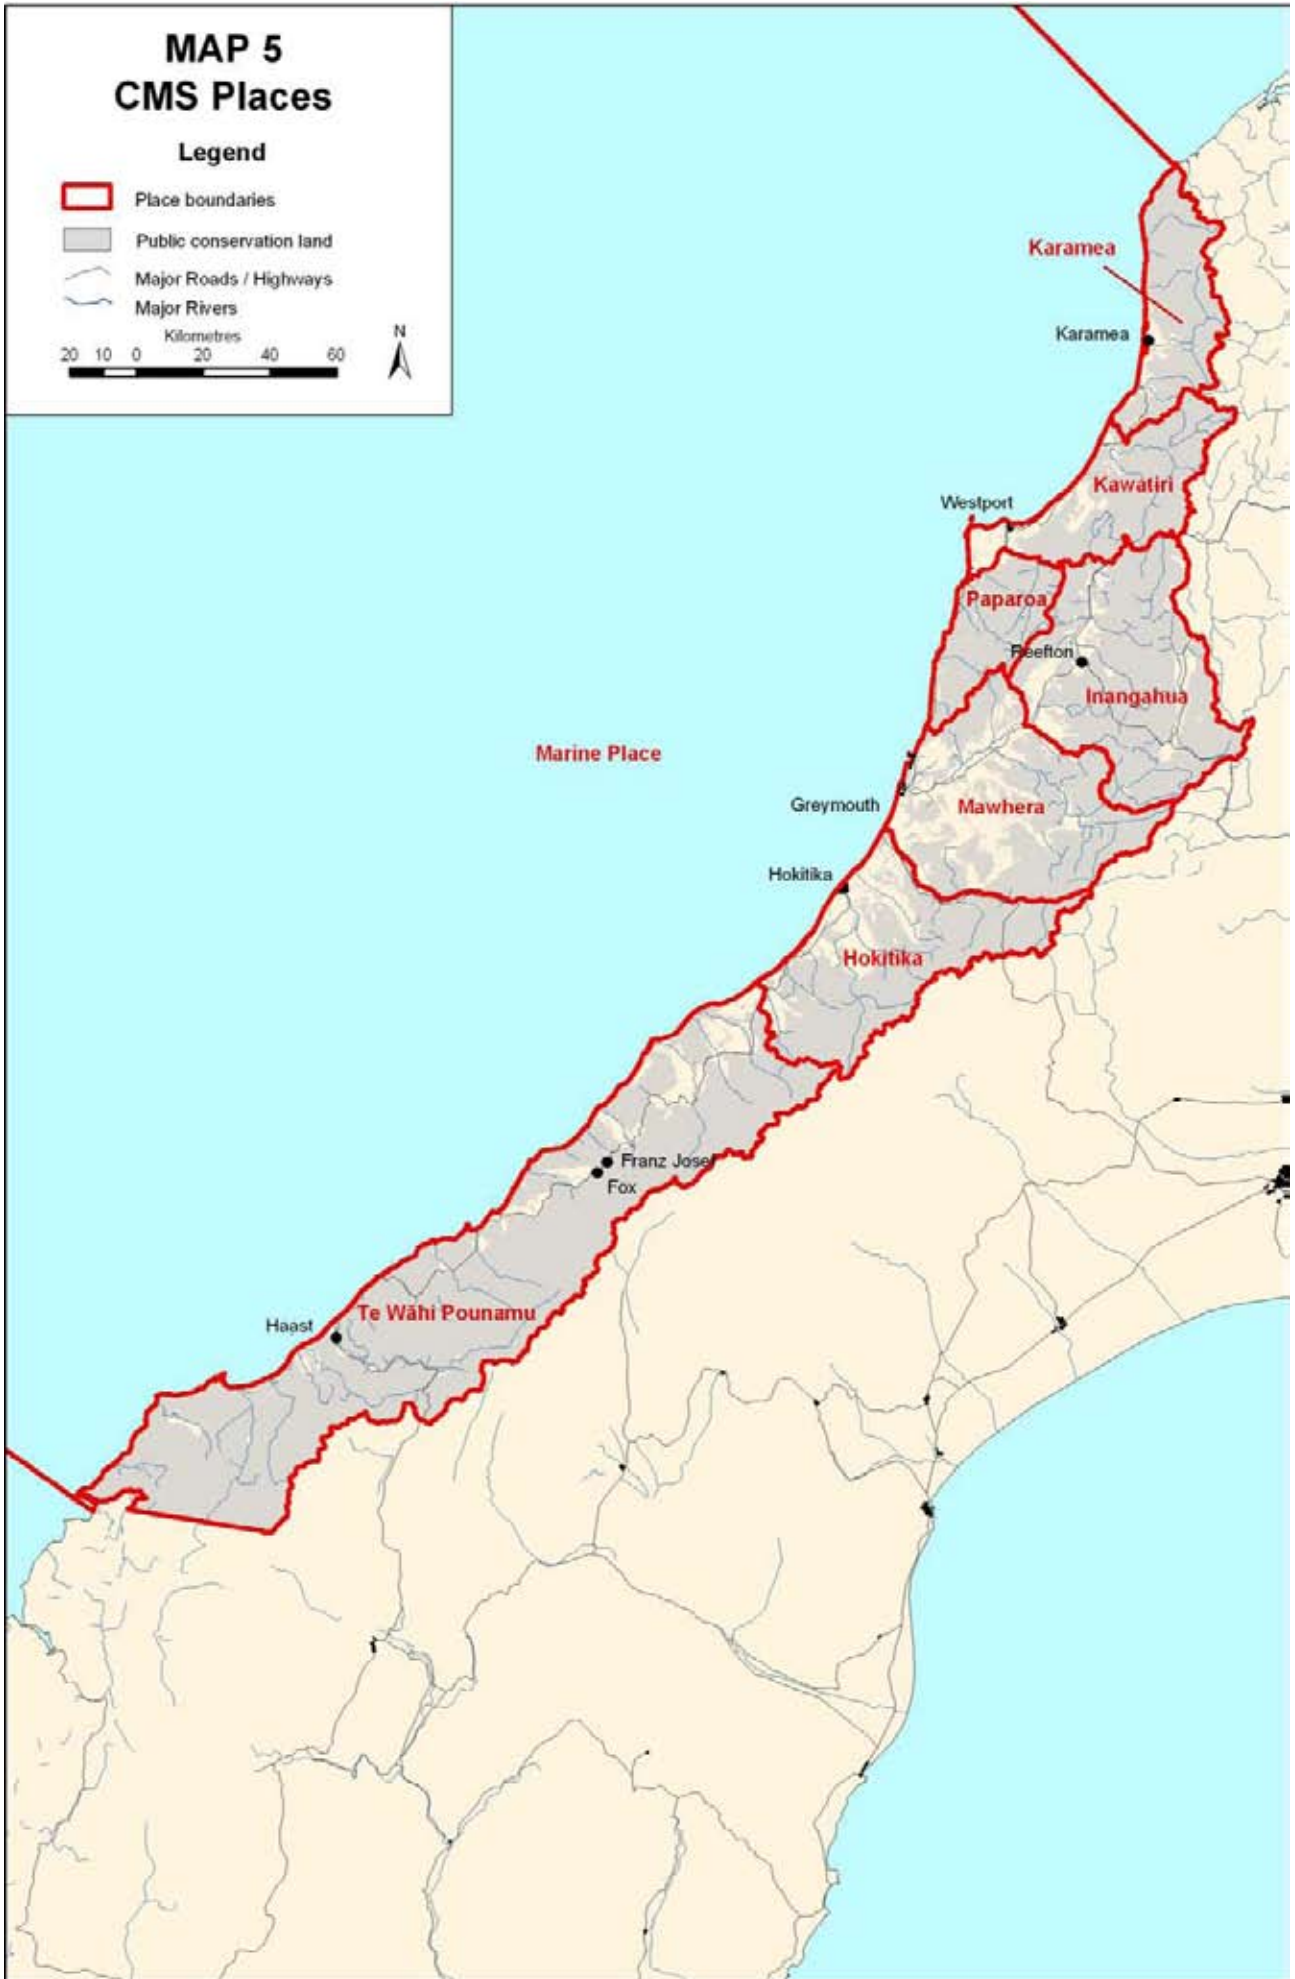 MAP 5
CMS Places
Legend
Place boundaries
Public conservation land
Major Roads / Highways
Major Rivers
Kilometres
N
20 10 0 20 40 60
Karamea
Karamea
Kawatiri
Westport
Paparoa
Reefton
Inangahua
Marine Place
Greymouth
Mawhera
Hokitika
Hokitika
Franz Josef
Fox
Te Wāhi Pounamu
Haast